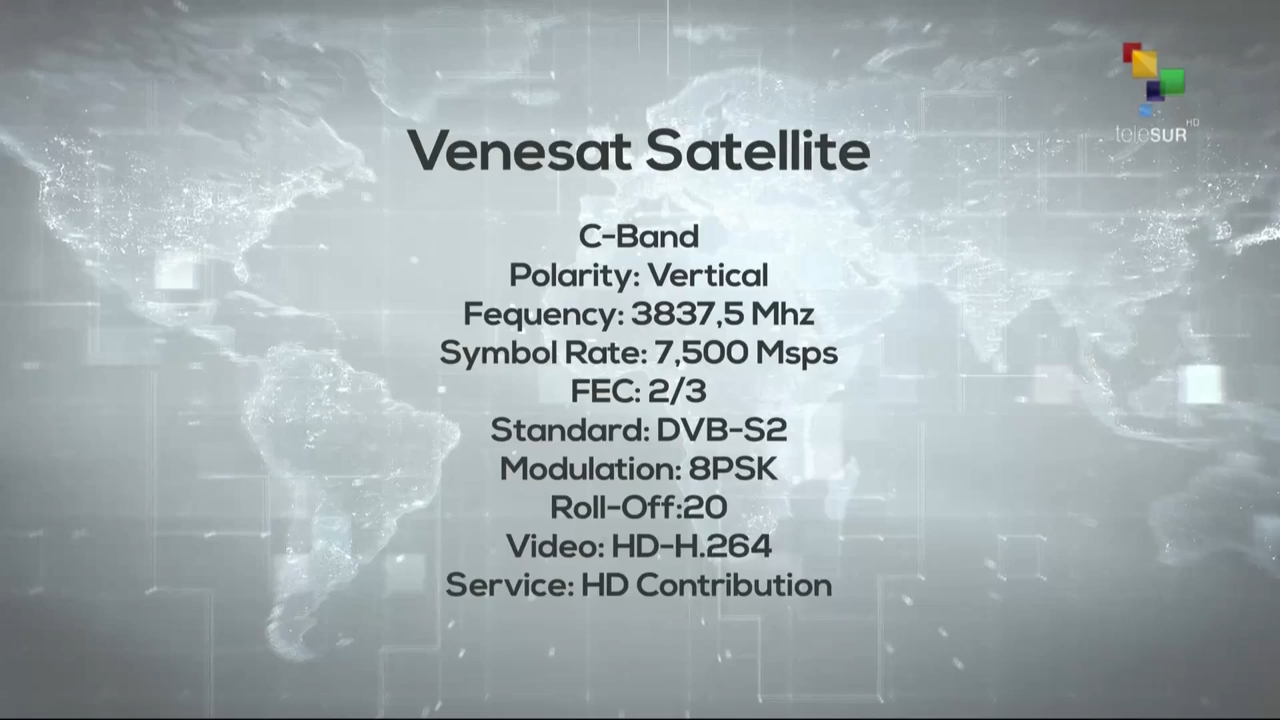 Venesat Satellite
C-Band
Polarity: Vertical
Fequency: 3837,5 Mhz
Symbol Rate: 7,500 Msps
FEC: 2/3
Standard: DVB-S2
Modulation: 8PSK
Roll-Off:20
Video: HD-H.264
Service: HD Contribution
teleSUR HD